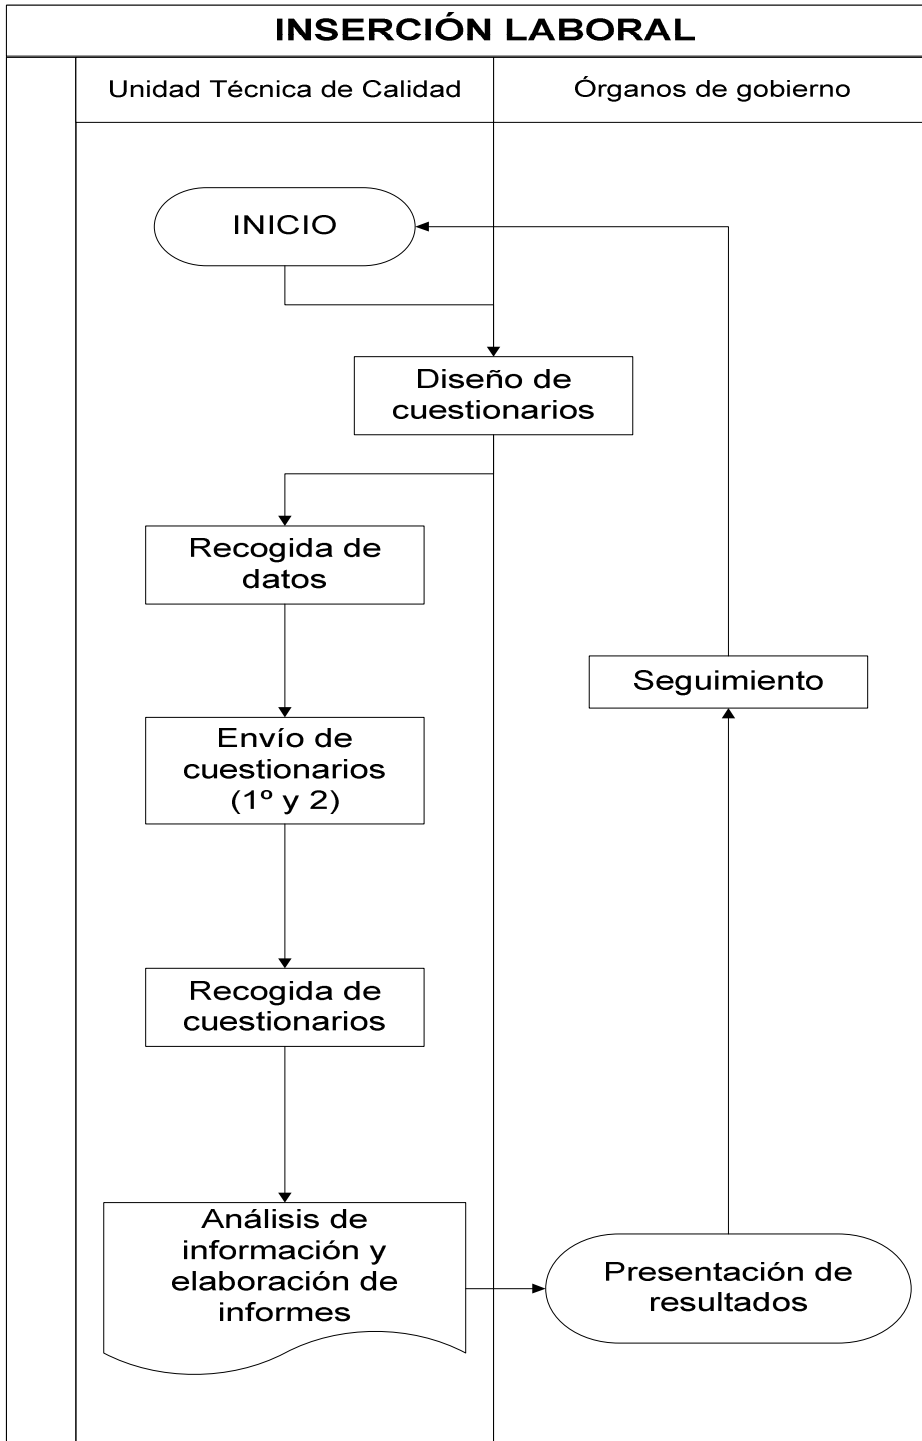 INSERCIÓN LABORAL
Unidad Técnica de Calidad
Órganos de gobierno
INICIO
Diseño de
cuestionarios
Recogida de
datos
Seguimiento
Envío de
cuestionarios
(1º y 2)
Recogida de
cuestionarios
Análisis de
información y
elaboración de
informes
Presentación de
resultados